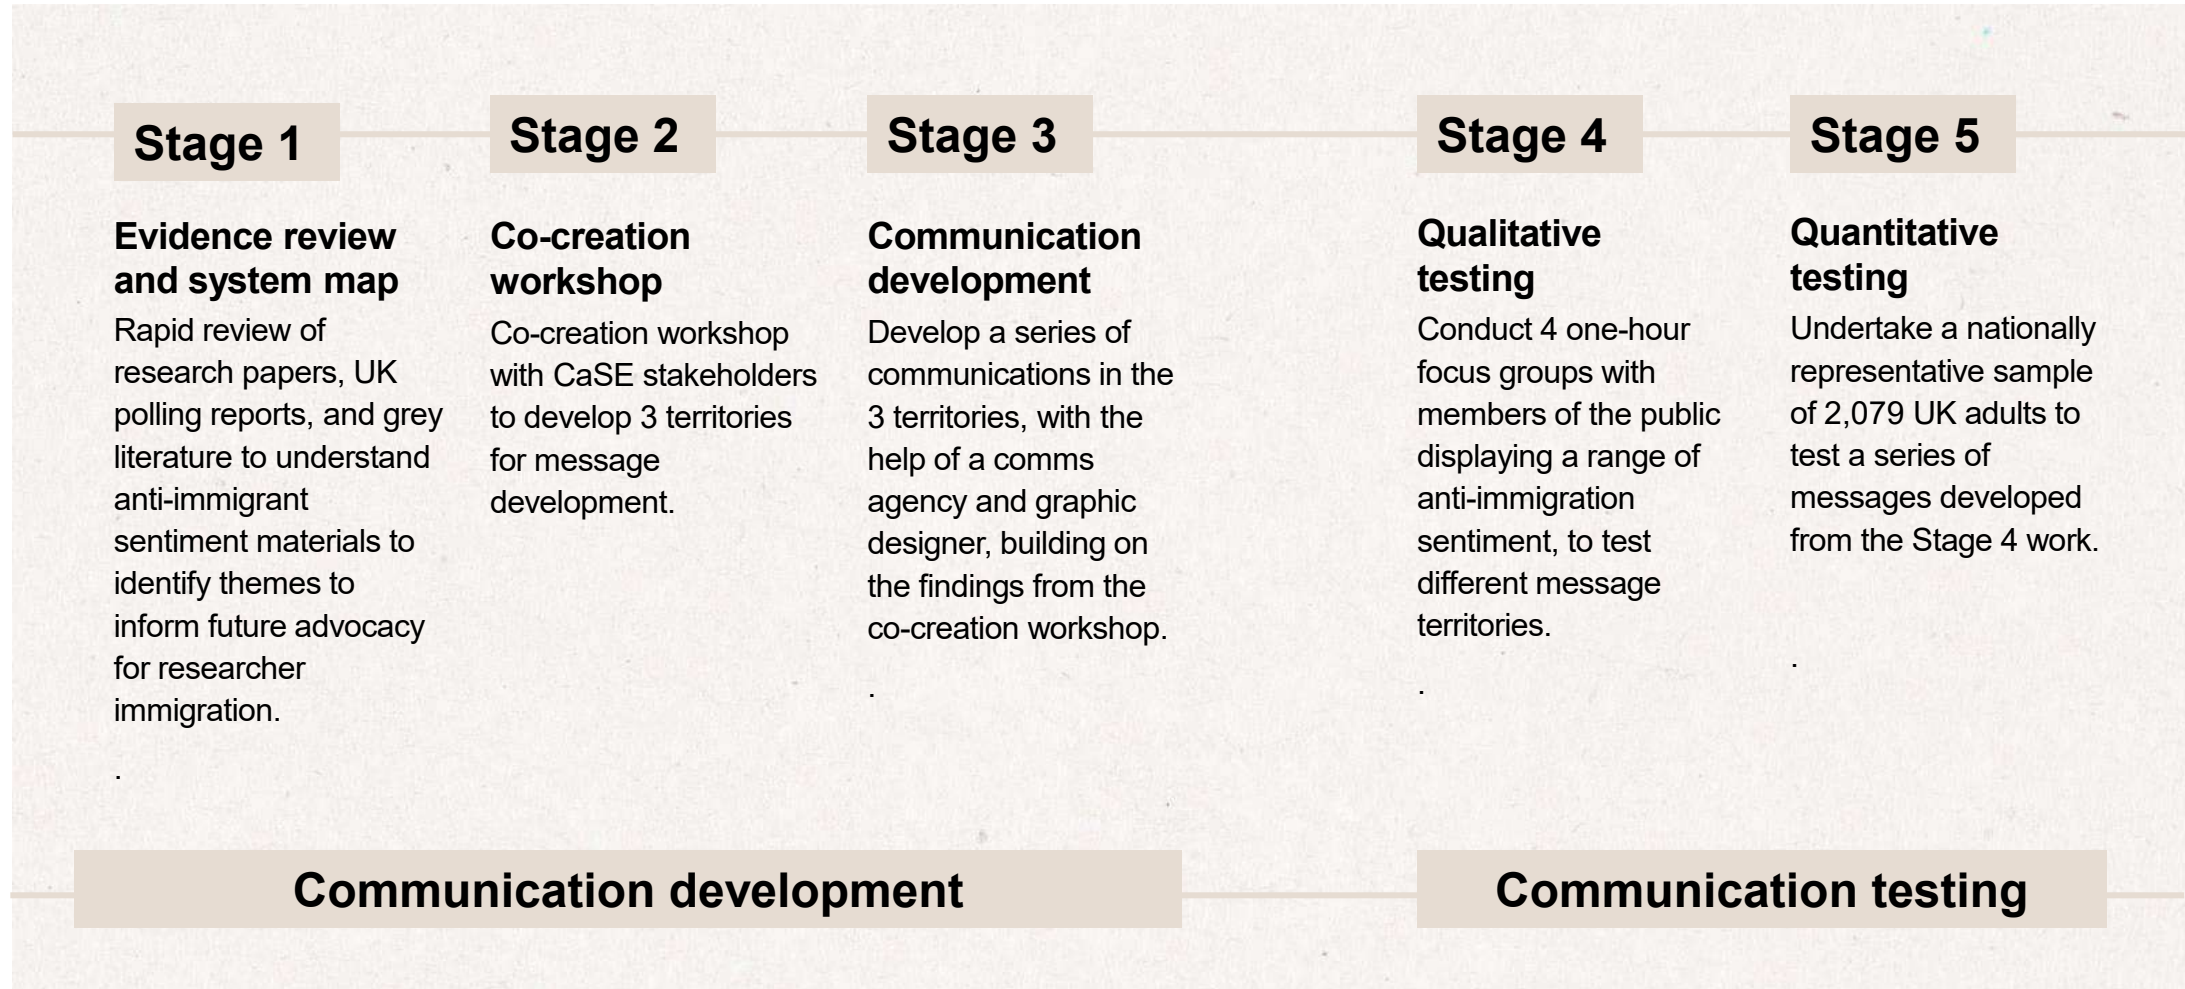 Stage 1
Evidence review
and system map
Rapid review of
research papers, UK
polling reports, and grey
literature to understand
anti-immigrant
sentiment materials to
identify themes to
inform future advocacy
for researcher
immigration.
.
Stage 2
Co-creation
workshop
Co-creation workshop
with CaSE stakeholders
to develop 3 territories
for message
development.
Stage 3
Communication
development
Develop a series of
communications in the
3 territories, with the
help of a comms
agency and graphic
designer, building on
the findings from the
co-creation workshop.
.
Stage 4
Qualitative
testing
Conduct 4 one-hour
focus groups with
members of the public
displaying a range of
anti-immigration
sentiment, to test
different message
territories.
.
Stage 5
Quantitative
testing
Undertake a nationally
representative sample
of 2,079 UK adults to
test a series of
messages developed
from the Stage 4 work.
.
Communication development
Communication testing